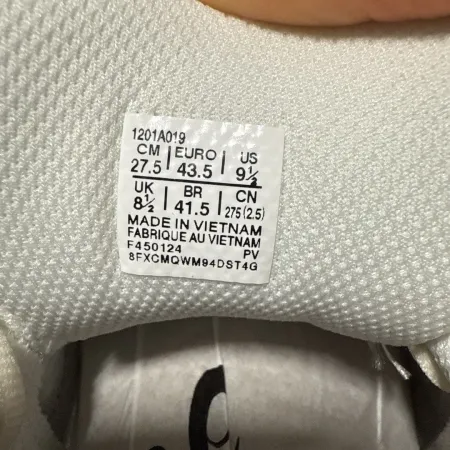 1201A019
CM | EURO | US
27.5 | 43.5 | 9½
UK | BR | CN
8½ | 41.5 | 275 (2.5)
MADE IN VIETNAM
FABRIQUE AU VIETNAM
F450124 PV
8FXCMQWM94DST4G